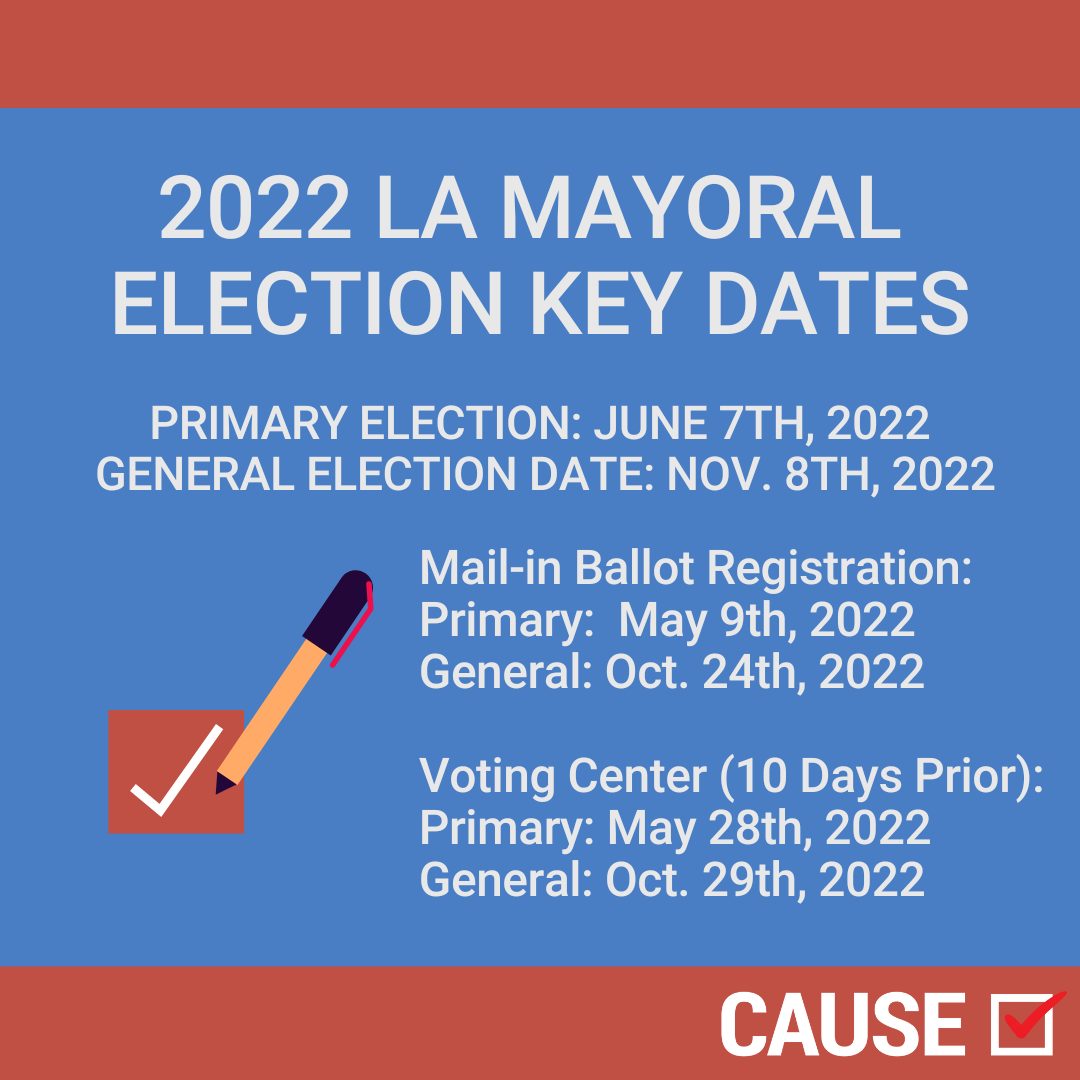 2022 LA MAYORAL
ELECTION KEY DATES
PRIMARY ELECTION: JUNE 7TH, 2022
GENERAL ELECTION DATE: NOV. 8TH, 2022
Mail-in Ballot Registration:
Primary:  May 9th, 2022
General: Oct. 24th, 2022
Voting Center (10 Days Prior):
Primary: May 28th, 2022
General: Oct. 29th, 2022
CAUSE